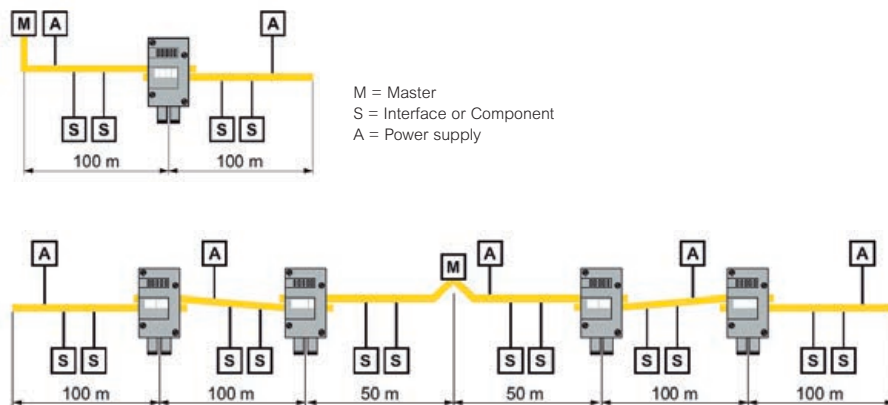 M A A
M = Master
S = Interface or Component
A = Power supply
S S S S
100 m 100 m
A A M A A A
S S S S S S S S S S S S
100 m 100 m 50 m 50 m 100 m 100 m